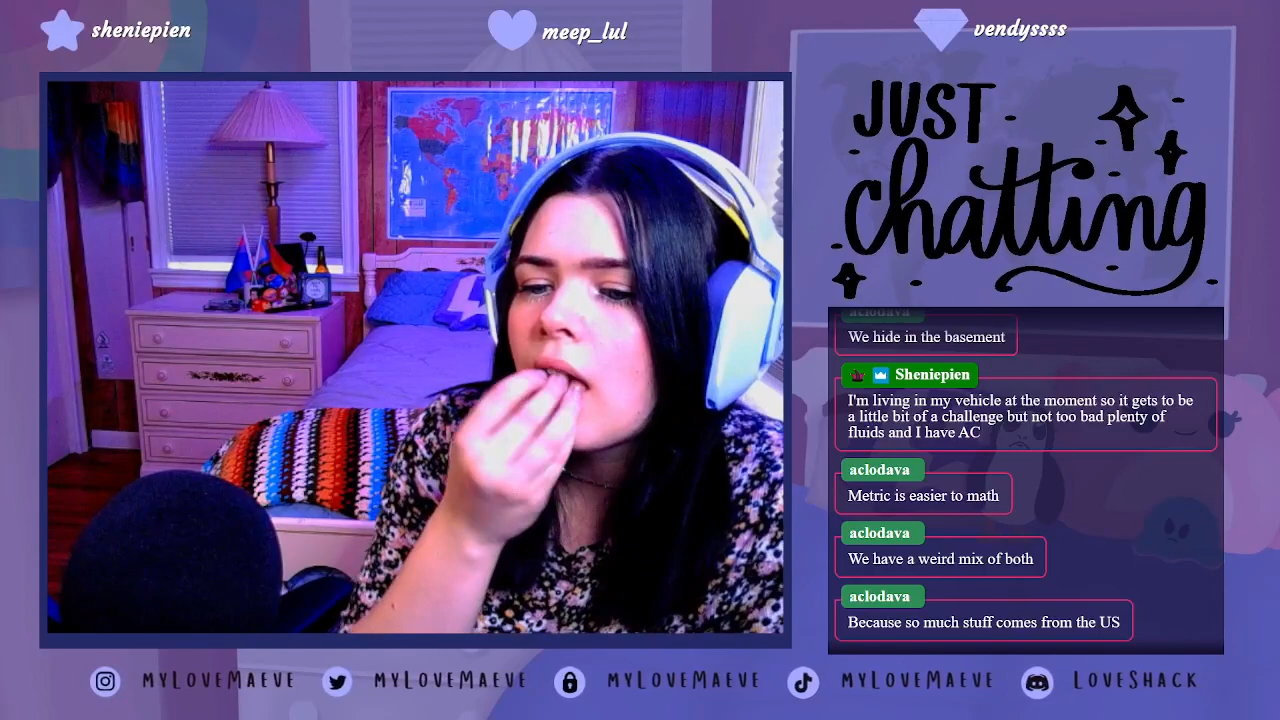 sheniepien
meep_lul
vendyssss
JUST
chatting
aclodava
We hide in the basement
Sheniepien
I'm living in my vehicle at the moment so it gets to be
a little bit of a challenge but not too bad plenty of
fluids and I have AC
aclodava
Metric is easier to math
aclodava
We have a weird mix of both
aclodava
Because so much stuff comes from the US
MYLOVEMAEVE
MYLOVEMAEVE
MYLOVEMAEVE
MYLOVEMAEVE
LOVESHACK